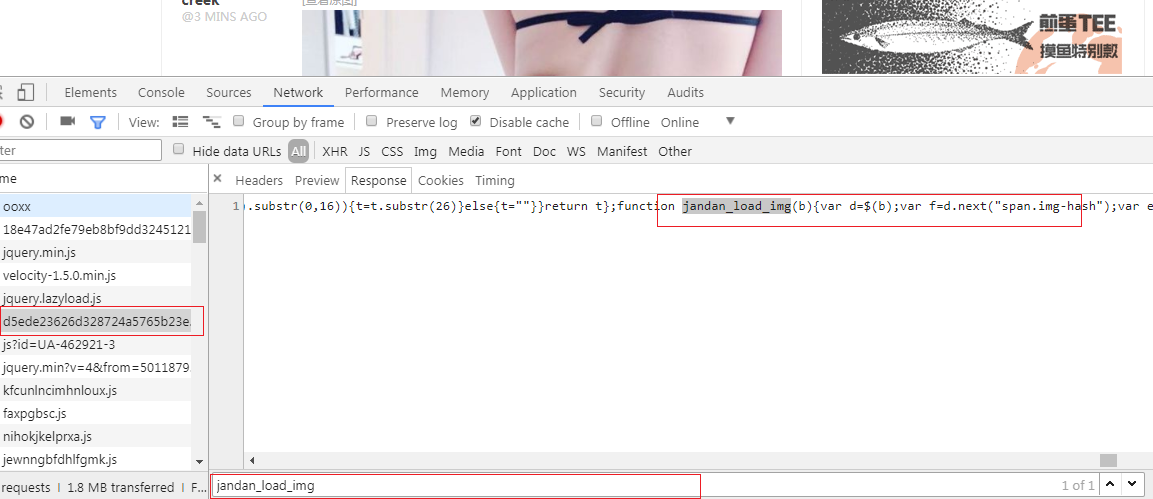 creek
@3 MINS AGO
[查看原图]
煎蛋TEE
摸鱼特别款
Elements Console Sources Network Performance Memory Application Security Audits
View: Group by frame Preserve log Disable cache Offline Online
ter Hide data URLs All XHR JS CSS Img Media Font Doc WS Manifest Other
me
× Headers Preview Response Cookies Timing
ooxx
18e47ad2fe79eb8bf9dd3245121
jquery.min.js
velocity-1.5.0.min.js
jquery.lazyload.js
d5ede23626d328724a5765b23e.
js?id=UA-462921-3
jquery.min?v=4&from=5011879
kfcunlncimhnloux.js
faxpgbsc.js
nihokjkelprxa.js
jewnngbfdhlfgmk.js
1 ).substr(0,16)){t=t.substr(26)}else{t=""}}return t};function jandan_load_img(b){var d=$(b);var f=d.next("span.img-hash");var e
requests 1.8 MB transferred F...
jandan_load_img 1 of 1